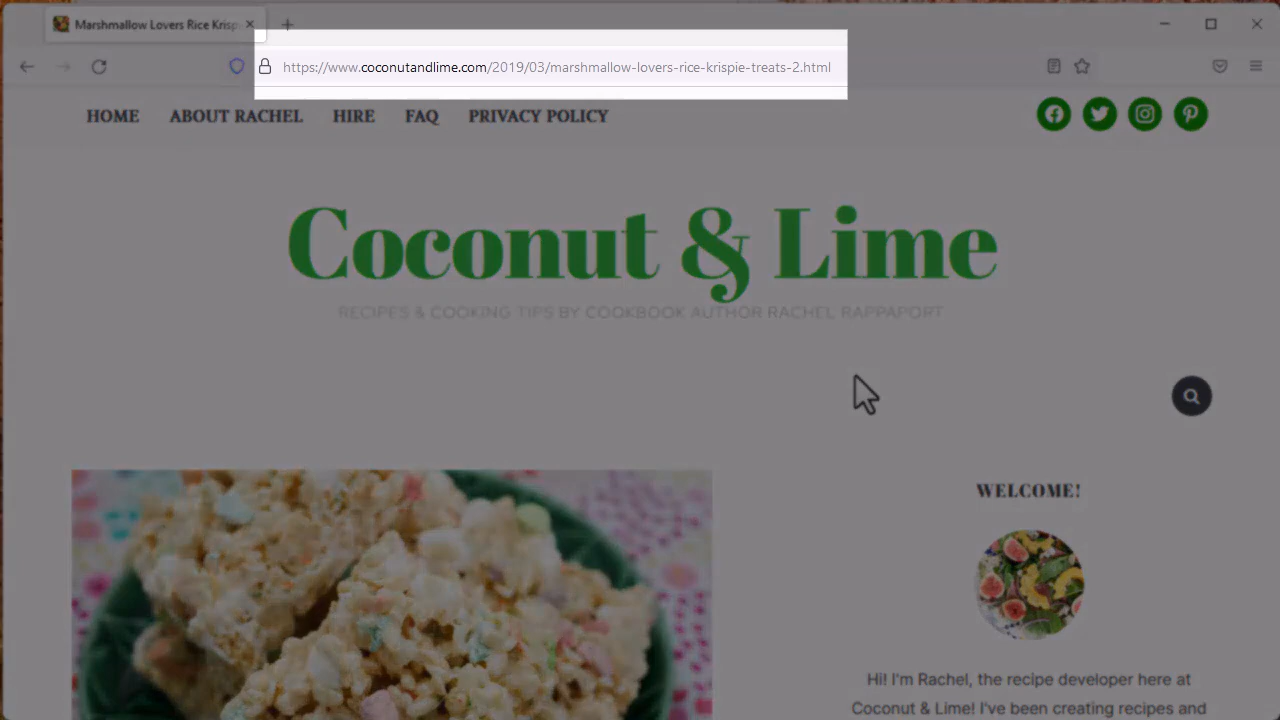 Marshmallow Lovers Rice Krisp
https://www.coconutandlime.com/2019/03/marshmallow-lovers-rice-krispie-treats-2.html
HOME ABOUT RACHEL HIRE FAQ PRIVACY POLICY
Coconut & Lime
RECIPES & COOKING TIPS BY COOKBOOK AUTHOR RACHEL RAPPAPORT
WELCOME!
Hi! I'm Rachel, the recipe developer here at
Coconut & Lime! I've been creating recipes and